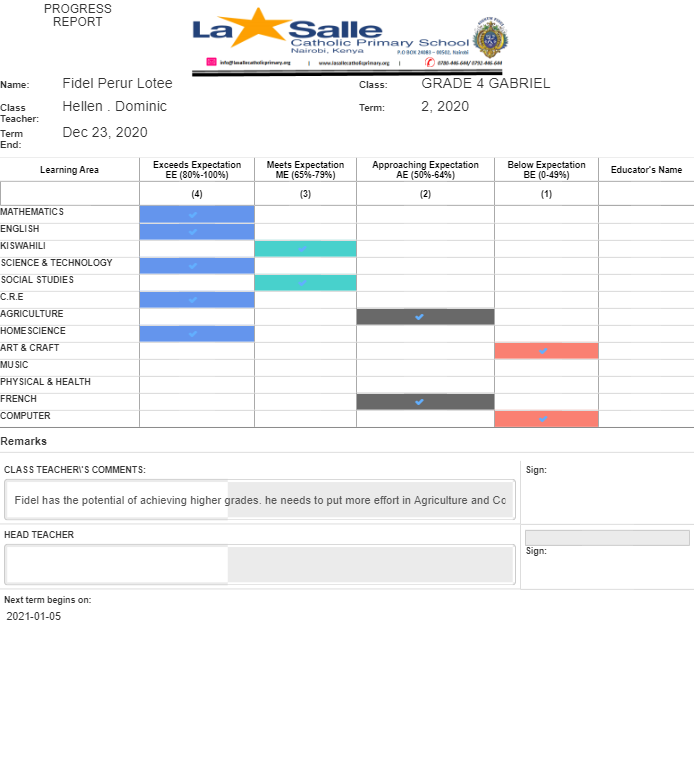 PROGRESS
REPORT
La Salle
Catholic Primary School
Nairobi, Kenya
P.O BOX 24083 – 00502, Nairobi
info@lasallecatholicprimary.org | www.lasallecatholicprimary.org | 0780-446-644/ 0792-446-644
Name: Fidel Perur Lotee Class: GRADE 4 GABRIEL
Class Teacher: Hellen . Dominic Term: 2, 2020
Term End: Dec 23, 2020
Learning Area Exceeds Expectation EE (80%-100%) Meets Expectation ME (65%-79%) Approaching Expectation AE (50%-64%) Below Expectation BE (0-49%) Educator's Name
(4) (3) (2) (1)
MATHEMATICS
ENGLISH
KISWAHILI
SCIENCE & TECHNOLOGY
SOCIAL STUDIES
C.R.E
AGRICULTURE
HOMESCIENCE
ART & CRAFT
MUSIC
PHYSICAL & HEALTH
FRENCH
COMPUTER
Remarks
CLASS TEACHER\'S COMMENTS: Sign:
Fidel has the potential of achieving higher grades. he needs to put more effort in Agriculture and Co
HEAD TEACHER
Sign:
Next term begins on:
2021-01-05